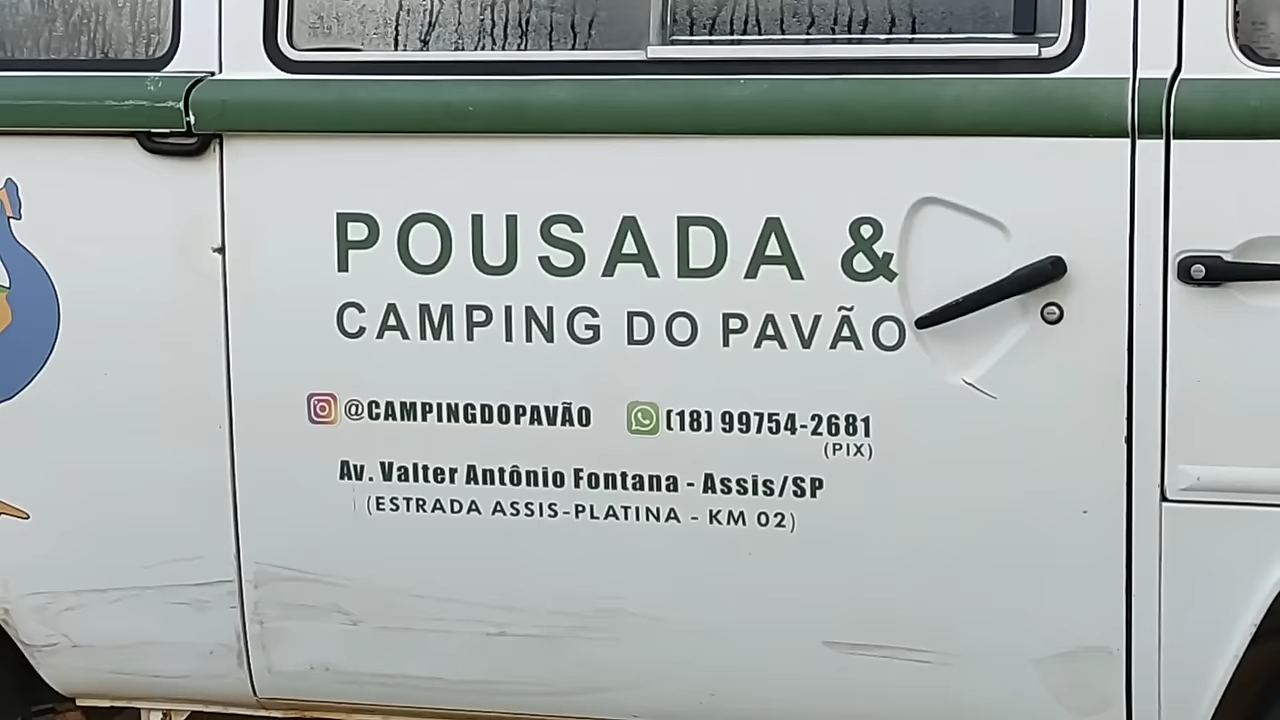 POUSADA &
CAMPING DO PAVÃO
@CAMPINGDOPAVÃO (18) 99754-2681
(PIX)
Av. Valter Antônio Fontana - Assis/SP
(ESTRADA ASSIS-PLATINA - KM 02)